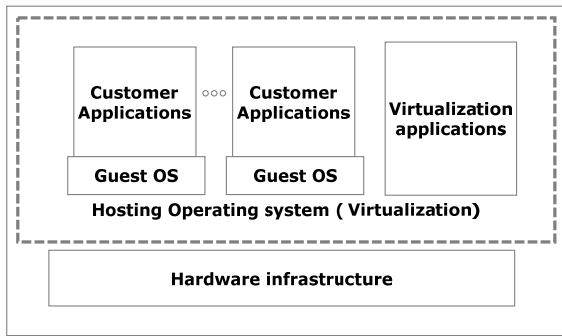 Customer
Applications
Customer
Applications
Virtualization
applications
Guest OS
Guest OS
Hosting Operating system ( Virtualization)
Hardware infrastructure